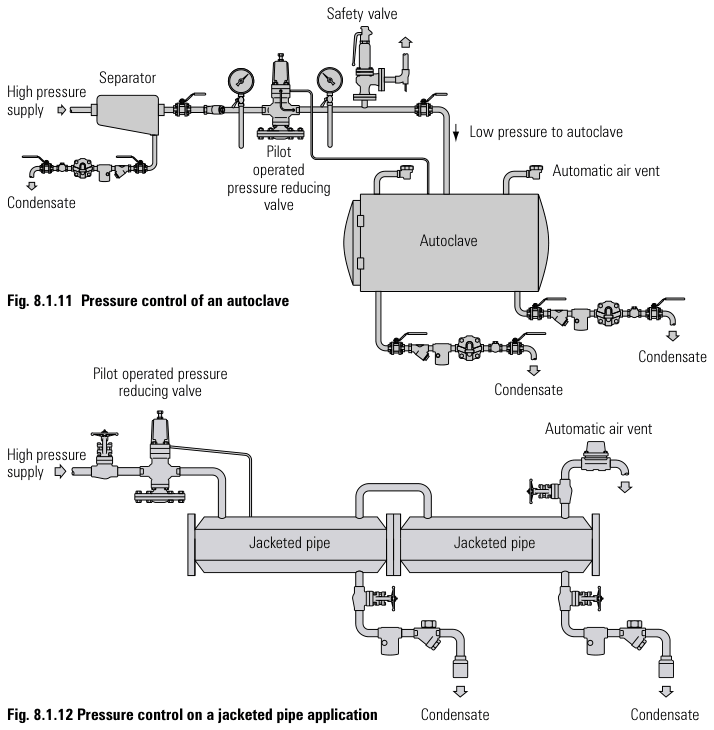 Safety valve
Separator
High pressure
supply
Low pressure to autoclave
Pilot
operated
pressure reducing
valve
Automatic air vent
Condensate
Autoclave
Fig. 8.1.11  Pressure control of an autoclave
Condensate
Condensate
Pilot operated pressure
reducing valve
Automatic air vent
High pressure
supply
Jacketed pipe
Jacketed pipe
Fig. 8.1.12 Pressure control on a jacketed pipe application
Condensate
Condensate